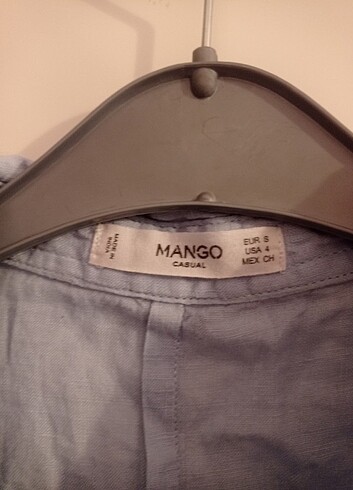 MADE IN
INDIA
MANGO
CASUAL
EUR S
USA 4
MEX CH